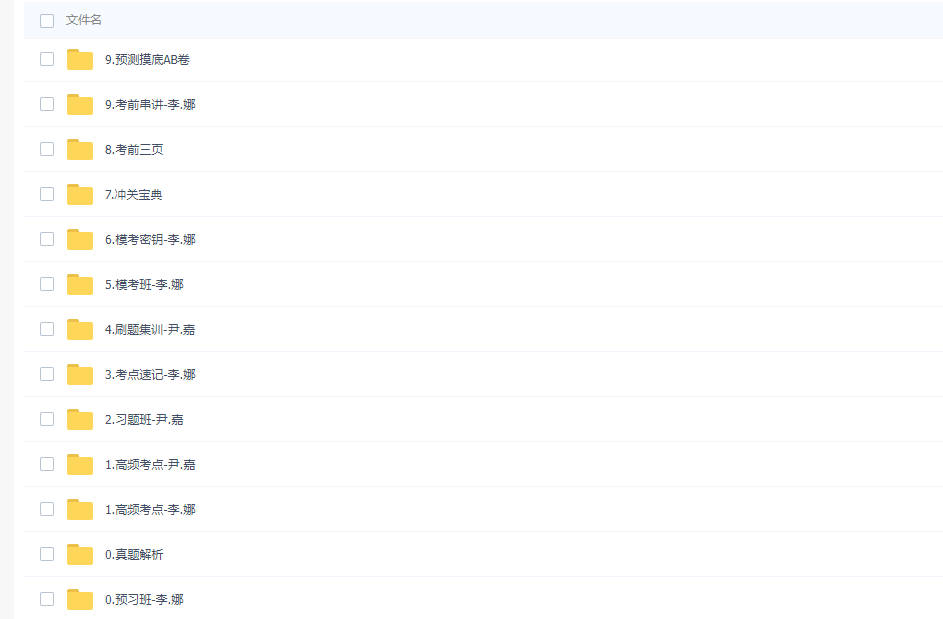 文件名
9.预测摸底AB卷
9.考前串讲-李.娜
8.考前三页
7.冲关宝典
6.模考密钥-李.娜
5.模考班-李.娜
4.刷题集训-尹.嘉
3.考点速记-李.娜
2.习题班-尹.嘉
1.高频考点-尹.嘉
1.高频考点-李.娜
0.真题解析
0.预习班-李.娜